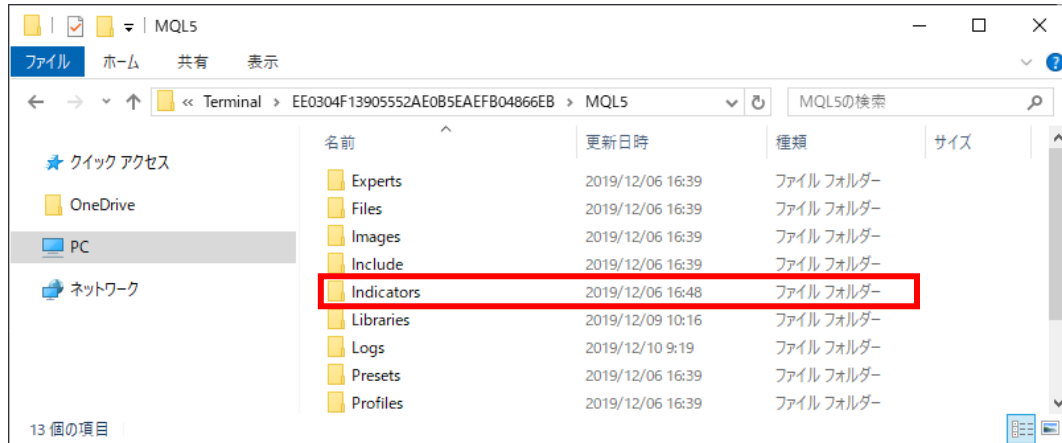 MQL5
ファイル ホーム 共有 表示
« Terminal > EE0304F13905552AE0B5EAEFB04866EB > MQL5 MQL5の検索
名前 更新日時 種類 サイズ
クイック アクセス
OneDrive
PC
ネットワーク
Experts 2019/12/06 16:39 ファイル フォルダー
Files 2019/12/06 16:39 ファイル フォルダー
Images 2019/12/06 16:39 ファイル フォルダー
Include 2019/12/06 16:39 ファイル フォルダー
Indicators 2019/12/06 16:48 ファイル フォルダー
Libraries 2019/12/09 10:16 ファイル フォルダー
Logs 2019/12/10 9:19 ファイル フォルダー
Presets 2019/12/06 16:39 ファイル フォルダー
Profiles 2019/12/06 16:39 ファイル フォルダー
13 個の項目